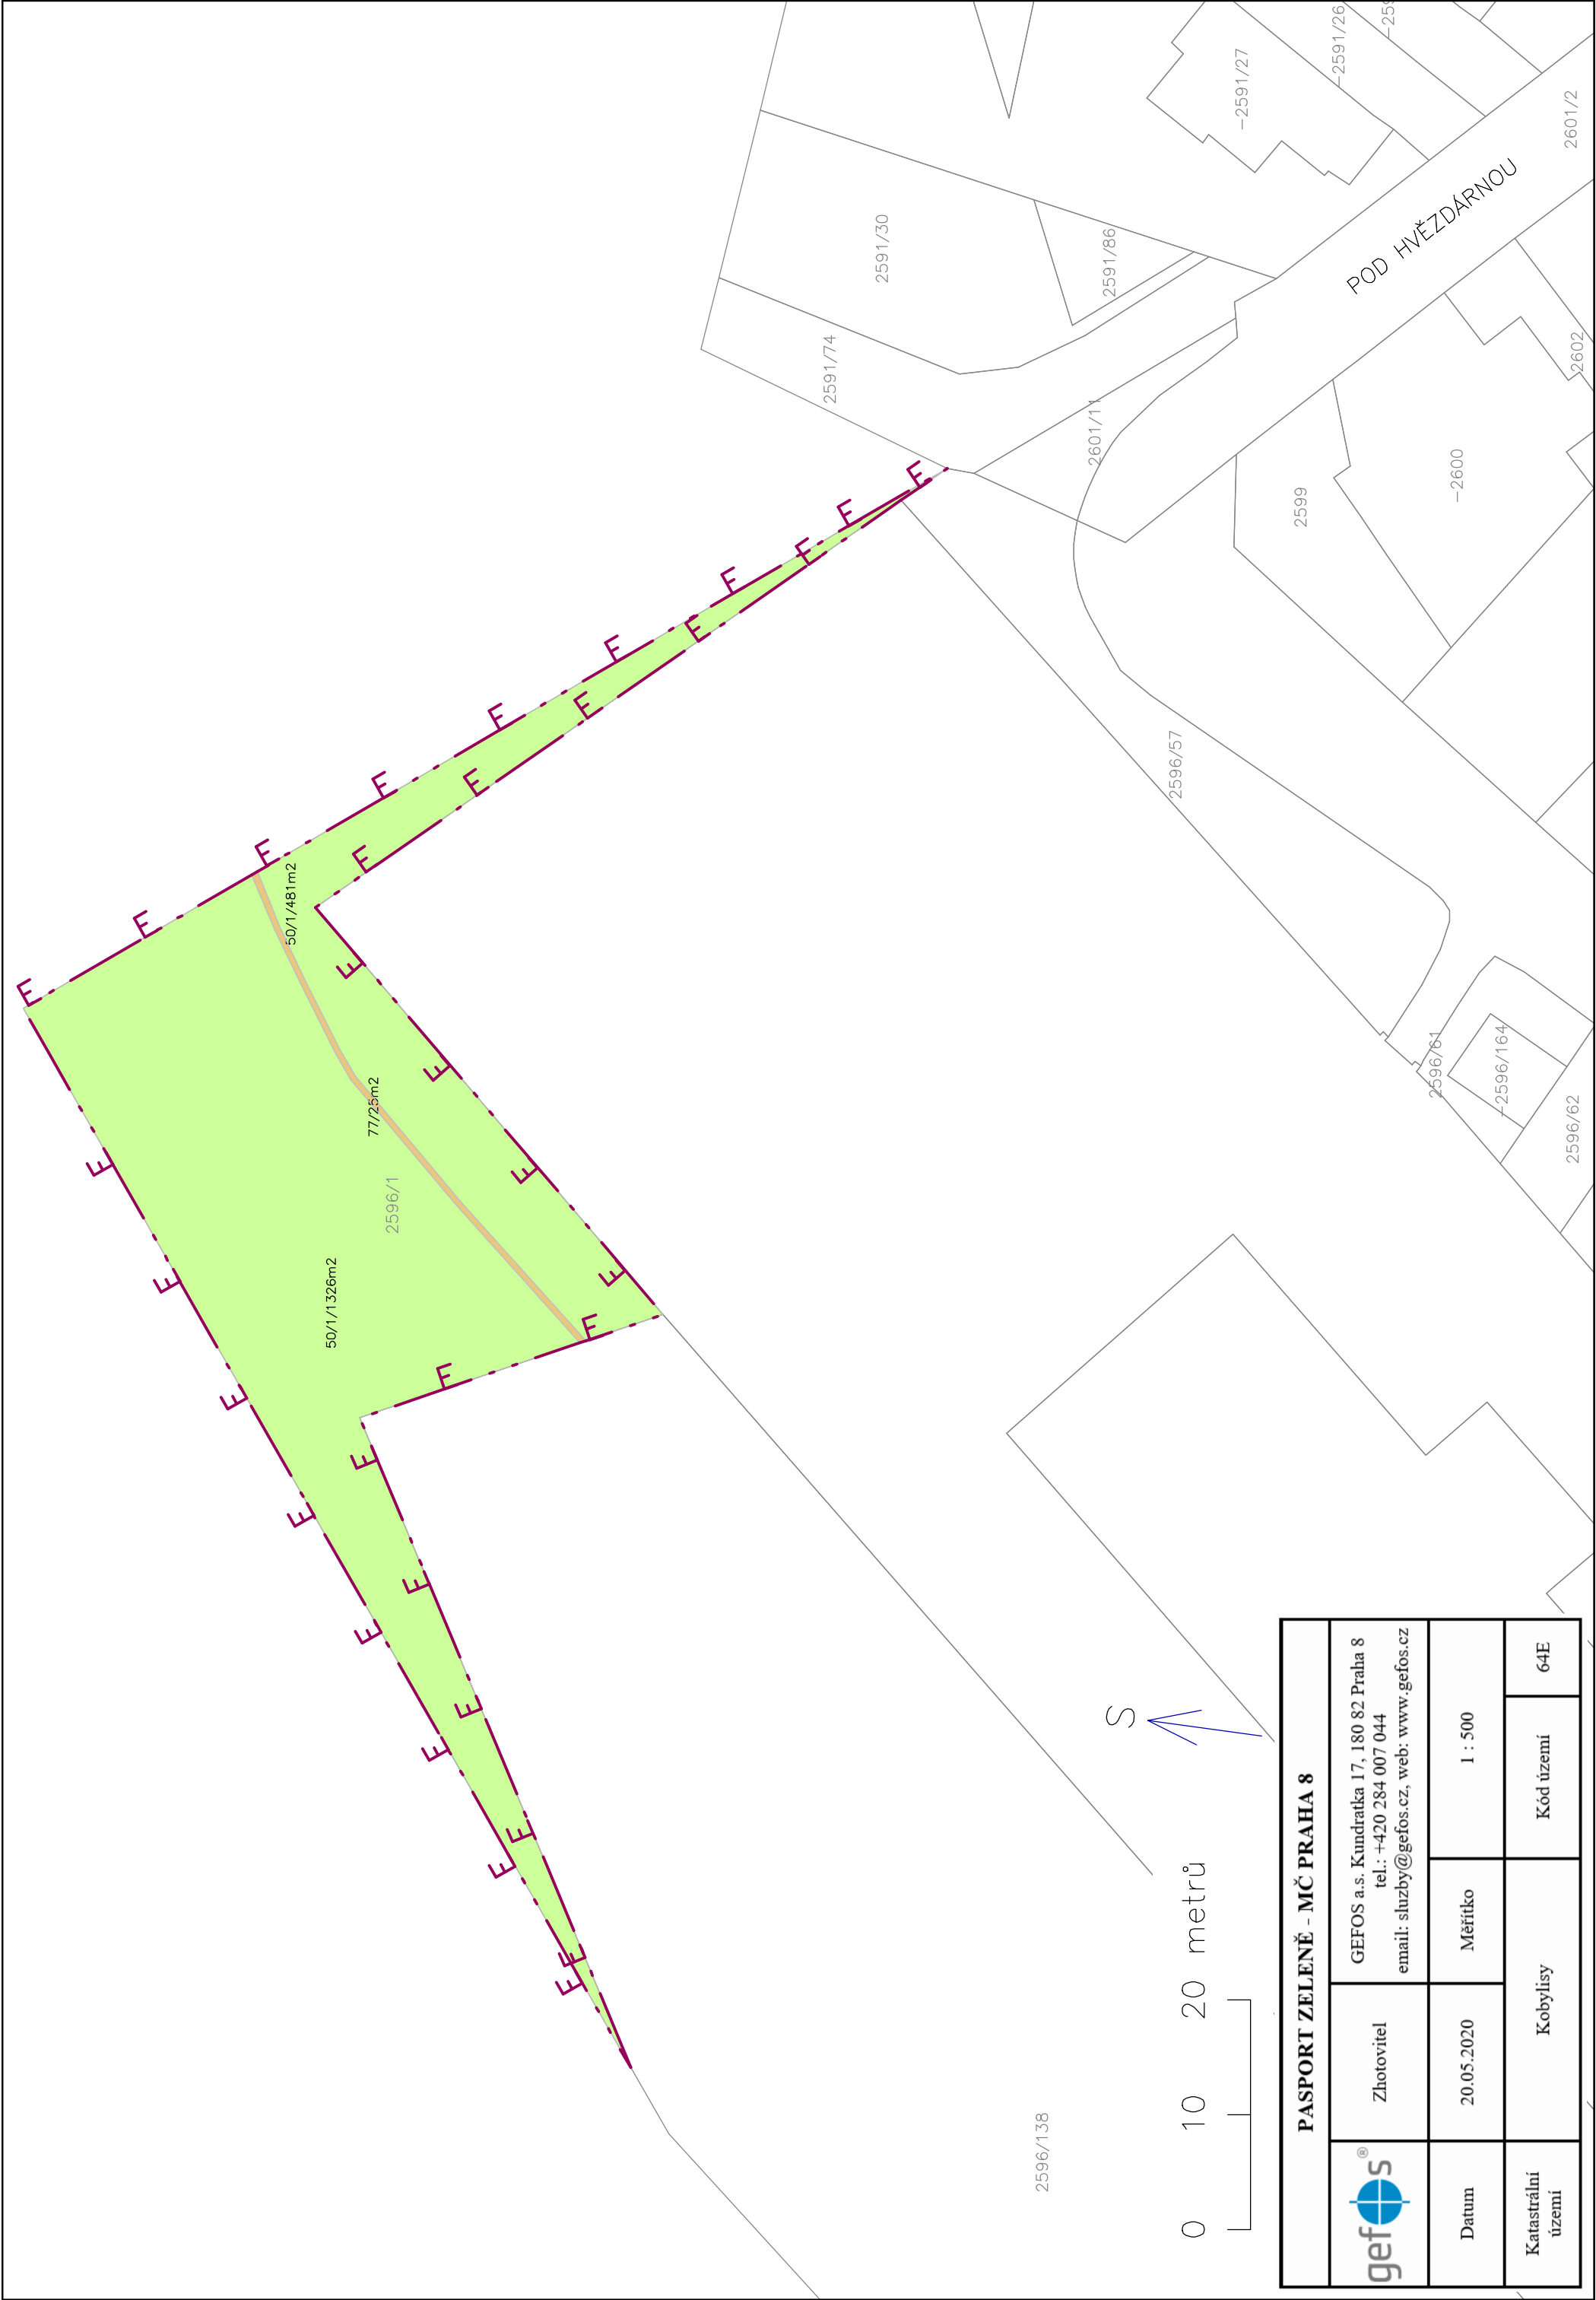 50/1/481m2
77/25m2
2596/1
50/1/1326m2
2591/30
2591/86
2591/74
-2591/27
-2591/26
2601/2
POD HVĚZDÁRNOU
2601/11
2602
-2600
2599
2596/57
2596/61
-2596/164
2596/62
2596/138
S
0 10 20 metrů
PASPORT ZELENĚ - MČ PRAHA 8
gefos®
Zhotovitel
GEFOS a.s. Kundratka 17, 180 82 Praha 8
tel.: +420 284 007 044
email: sluzby@gefos.cz, web: www.gefos.cz
Datum
20.05.2020
Měřítko
1 : 500
Katastrální
území
Kobylisy
Kód území
64E